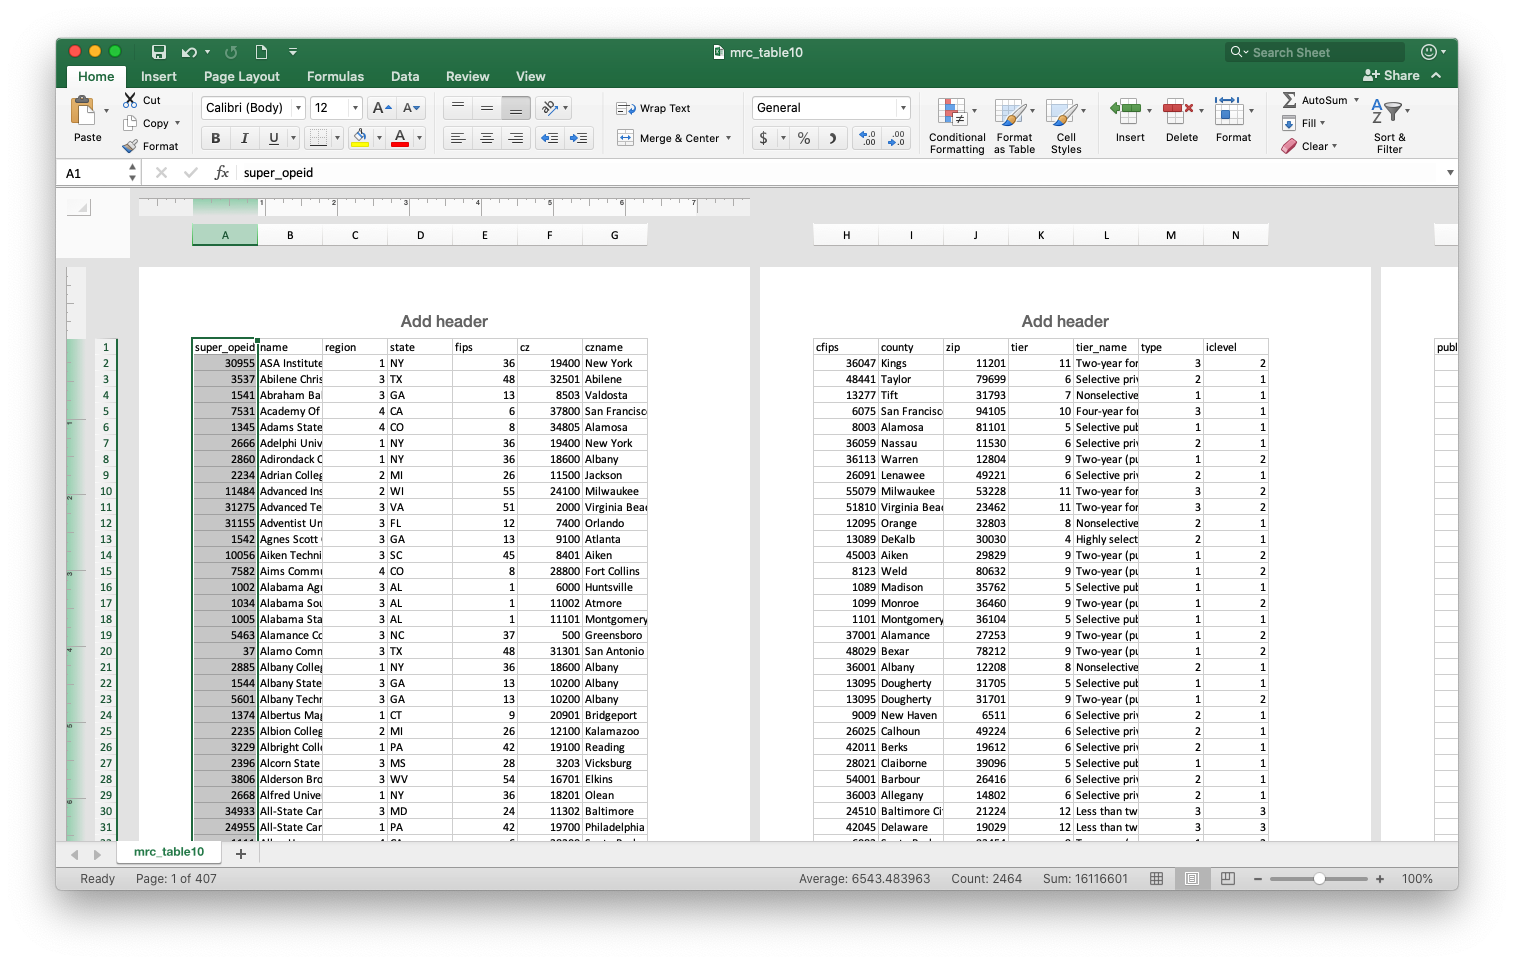 mrc_table10
Search Sheet
Home Insert Page Layout Formulas Data Review View
Share
Paste
Cut
Copy
Format
Calibri (Body) 12
B I U
Wrap Text
Merge & Center
General
$ % )
Conditional Formatting
Format as Table
Cell Styles
Insert Delete Format
AutoSum
Fill
Clear
Sort & Filter
A1 fx super_opeid
1 2 3 4 5 6 7
A B C D E F G H I J K L M N
Add header Add header
1 super_opeid name region state fips cz czname cfips county zip tier tier_name type iclevel publ
2 30955 ASA Institute 1 NY 36 19400 New York 36047 Kings 11201 11 Two-year for 3 2
3 3537 Abilene Chris 3 TX 48 32501 Abilene 48441 Taylor 79699 6 Selective priv 2 1
4 1541 Abraham Ba 3 GA 13 8503 Valdosta 13277 Tift 31793 7 Nonselective 1 1
5 7531 Academy Of 4 CA 6 37800 San Francisc 6075 San Francisc 94105 10 Four-year for 3 1
6 1345 Adams State 4 CO 8 34805 Alamosa 8003 Alamosa 81101 5 Selective pub 1 1
7 2666 Adelphi Univ 1 NY 36 19400 New York 36059 Nassau 11530 6 Selective priv 2 1
8 2860 Adirondack C 1 NY 36 18600 Albany 36113 Warren 12804 9 Two-year (pu 1 2
9 2234 Adrian Colleg 2 MI 26 11500 Jackson 26091 Lenawee 49221 6 Selective priv 2 1
10 11484 Advanced Ins 2 WI 55 24100 Milwaukee 55079 Milwaukee 53228 11 Two-year for 3 2
11 31275 Advanced Te 3 VA 51 2000 Virginia Bea 51810 Virginia Bea 23462 11 Two-year for 3 2
12 31155 Adventist Un 3 FL 12 7400 Orlando 12095 Orange 32803 8 Nonselective 2 1
13 1542 Agnes Scott 3 GA 13 9100 Atlanta 13089 DeKalb 30030 4 Highly select 2 1
14 10056 Aiken Techni 3 SC 45 8401 Aiken 45003 Aiken 29829 9 Two-year (pu 1 2
15 7582 Aims Commu 4 CO 8 28800 Fort Collins 8123 Weld 80632 9 Two-year (pu 1 2
16 1002 Alabama Agr 3 AL 1 6000 Huntsville 1089 Madison 35762 5 Selective pub 1 1
17 1034 Alabama Sou 3 AL 1 11002 Atmore 1099 Monroe 36460 9 Two-year (pu 1 2
18 1005 Alabama Sta 3 AL 1 11101 Montgomery 1101 Montgomery 36104 5 Selective pub 1 1
19 5463 Alamance Co 3 NC 37 500 Greensboro 37001 Alamance 27253 9 Two-year (pu 1 2
20 37 Alamo Comn 3 TX 48 31301 San Antonio 48029 Bexar 78212 9 Two-year (pu 1 2
21 2885 Albany Colleg 1 NY 36 18600 Albany 36001 Albany 12208 8 Nonselective 2 1
22 1544 Albany State 3 GA 13 10200 Albany 13095 Dougherty 31705 5 Selective pub 1 1
23 5601 Albany Techr 3 GA 13 10200 Albany 13095 Dougherty 31701 9 Two-year (pu 1 2
24 1374 Albertus Mag 1 CT 9 20901 Bridgeport 9009 New Haven 6511 6 Selective priv 2 1
25 2235 Albion Colleg 2 MI 26 12100 Kalamazoo 26025 Calhoun 49224 6 Selective priv 2 1
26 3229 Albright Colle 1 PA 42 19100 Reading 42011 Berks 19612 6 Selective priv 2 1
27 2396 Alcorn State 3 MS 28 3203 Vicksburg 28021 Claiborne 39096 5 Selective pub 1 1
28 3806 Alderson Bro 3 WV 54 16701 Elkins 54001 Barbour 26416 6 Selective priv 2 1
29 2668 Alfred Unive 1 NY 36 18201 Olean 36003 Allegany 14802 6 Selective priv 2 1
30 34933 All-State Car 3 MD 24 11302 Baltimore 24510 Baltimore Ci 21224 12 Less than tw 3 3
31 24955 All-State Car 1 PA 42 19700 Philadelphia 42045 Delaware 19029 12 Less than tw 3 3
mrc_table10 +
Ready Page: 1 of 407 Average: 6543.483963 Count: 2464 Sum: 16116601 100%